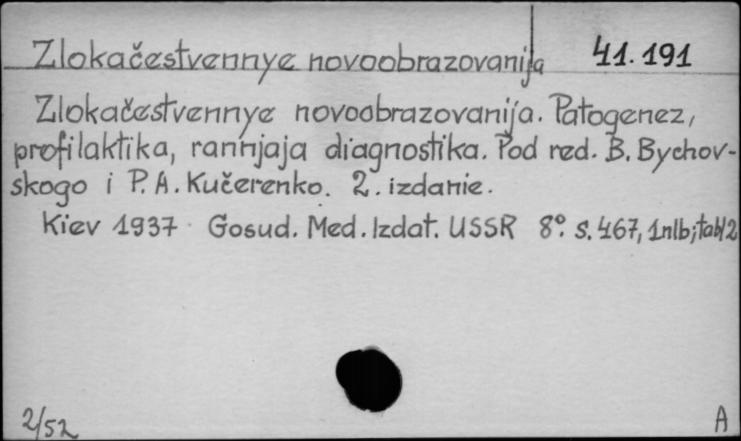 Zlokačestvennye novoobrazovanija 41.191
Zlokačestvennye novoobrazovanija. Patogenez,
profilaktika, rannjaja diagnostika. Pod red. B. Bychov-
skogo i P. A. Kučerenko. 2. izdanie.
Kiev 1937 Gosud. Med. Izdat. USSR 8° s. 467, 1nlb; tabl 2
2/52 A